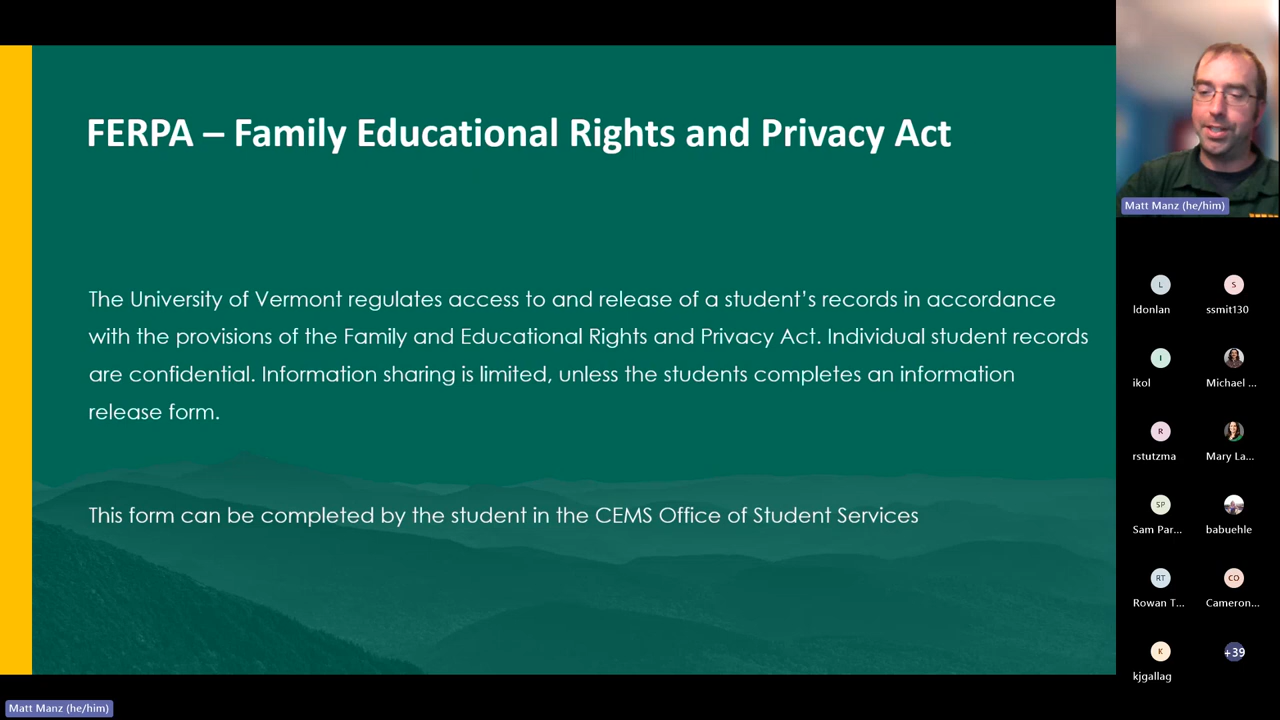 FERPA – Family Educational Rights and Privacy Act
The University of Vermont regulates access to and release of a student’s records in accordance
with the provisions of the Family and Educational Rights and Privacy Act. Individual student records
are confidential. Information sharing is limited, unless the students completes an information
release form.
This form can be completed by the student in the CEMS Office of Student Services
Matt Manz (he/him)
L
S
ldonlan
ssmit130
I
ikol
Michael ...
R
rstutzma
Mary La...
SP
Sam Par...
babuehle
RT
CO
Rowan T...
Cameron...
K
+39
kjgallag
Matt Manz (he/him)